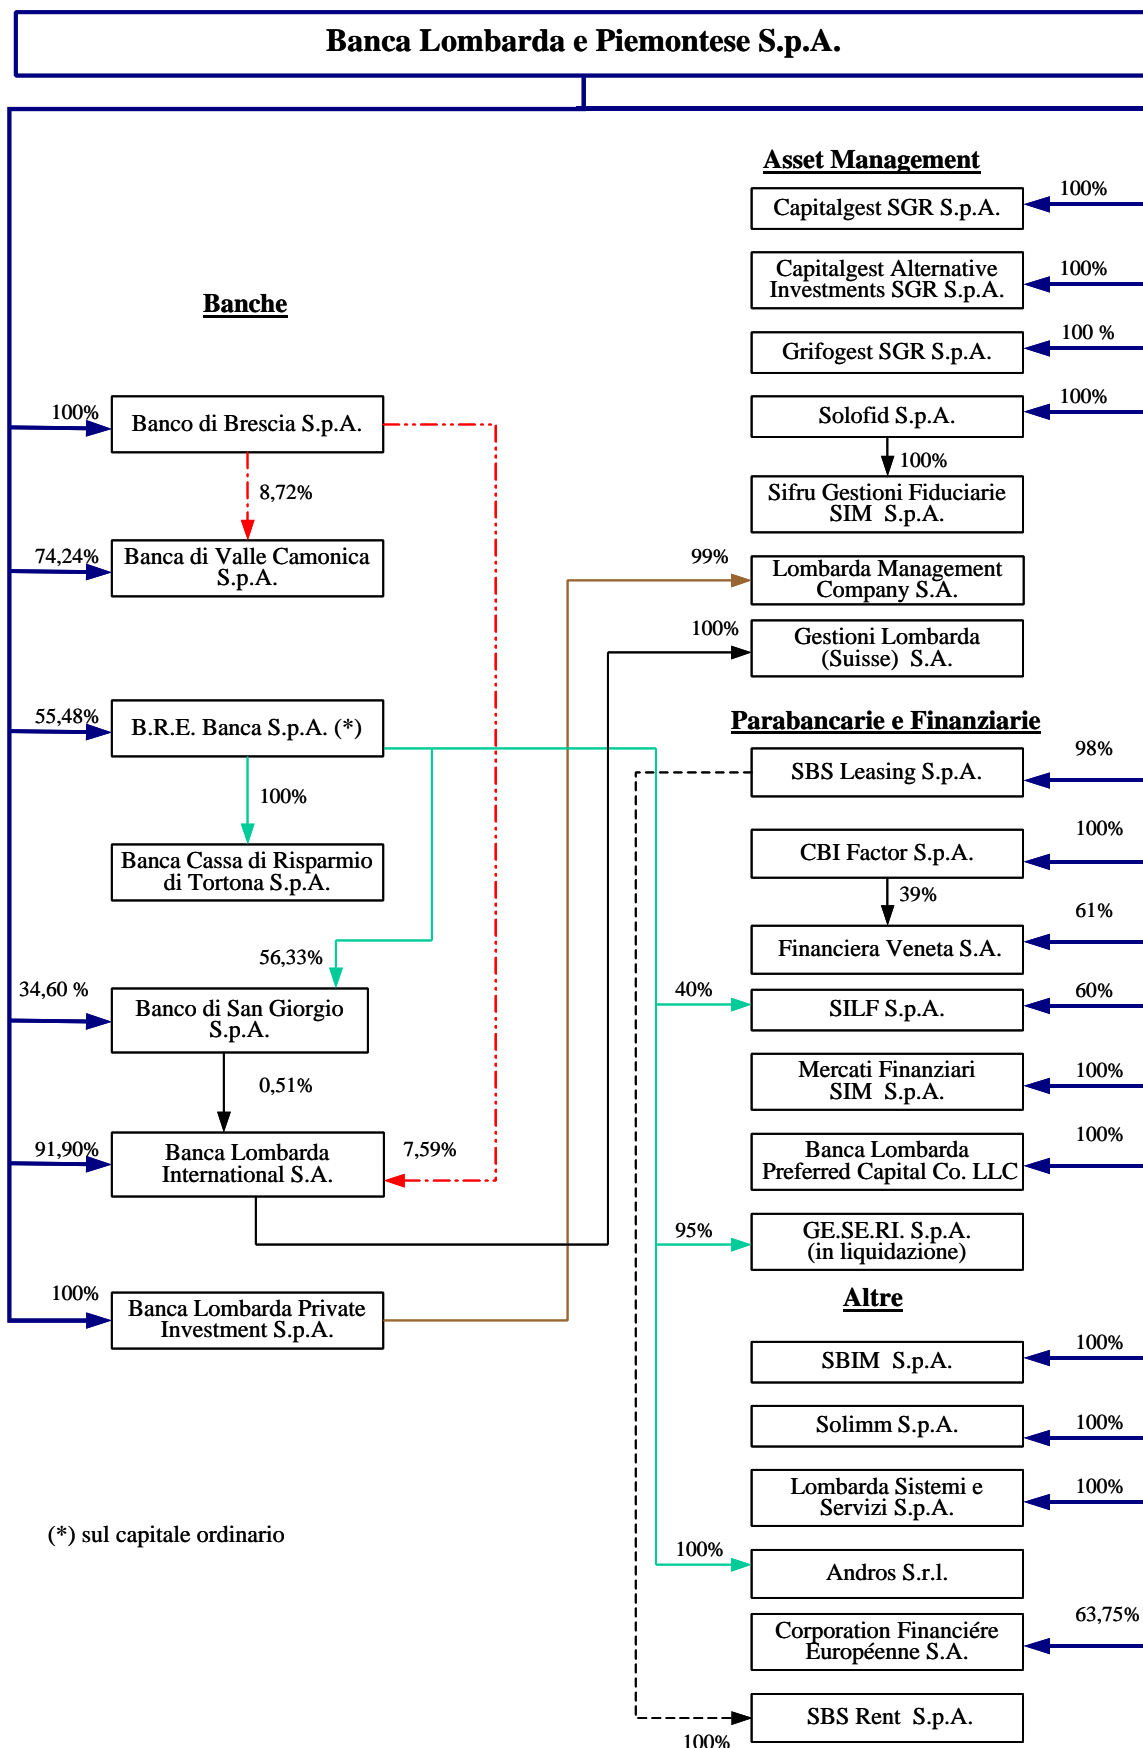 Banca Lombarda e Piemontese S.p.A.
Banche
100%
Banco di Brescia S.p.A.
8,72%
74,24%
Banca di Valle Camonica
S.p.A.
55,48%
B.R.E. Banca S.p.A. (*)
100%
Banca Cassa di Risparmio
di Tortona S.p.A.
56,33%
34,60 %
Banco di San Giorgio
S.p.A.
0,51%
91,90%
Banca Lombarda
International S.A.
7,59%
100%
Banca Lombarda Private
Investment S.p.A.
(*) sul capitale ordinario
Asset Management
Capitalgest SGR S.p.A.
100%
Capitalgest Alternative
Investments SGR S.p.A.
100%
Grifogest SGR S.p.A.
100 %
Solofid S.p.A.
100%
100%
Sifru Gestioni Fiduciarie
SIM  S.p.A.
99%
Lombarda Management
Company S.A.
100%
Gestioni Lombarda
(Suisse)  S.A.
Parabancarie e Finanziarie
SBS Leasing S.p.A.
98%
CBI Factor S.p.A.
100%
39%
Financiera Veneta S.A.
61%
40%
SILF S.p.A.
60%
Mercati Finanziari
SIM  S.p.A.
100%
Banca Lombarda
Preferred Capital Co. LLC
100%
95%
GE.SE.RI. S.p.A.
(in liquidazione)
Altre
SBIM  S.p.A.
100%
Solimm S.p.A.
100%
Lombarda Sistemi e
Servizi S.p.A.
100%
100%
Andros S.r.l.
Corporation Financiére
Européenne S.A.
63,75%
SBS Rent  S.p.A.
100%